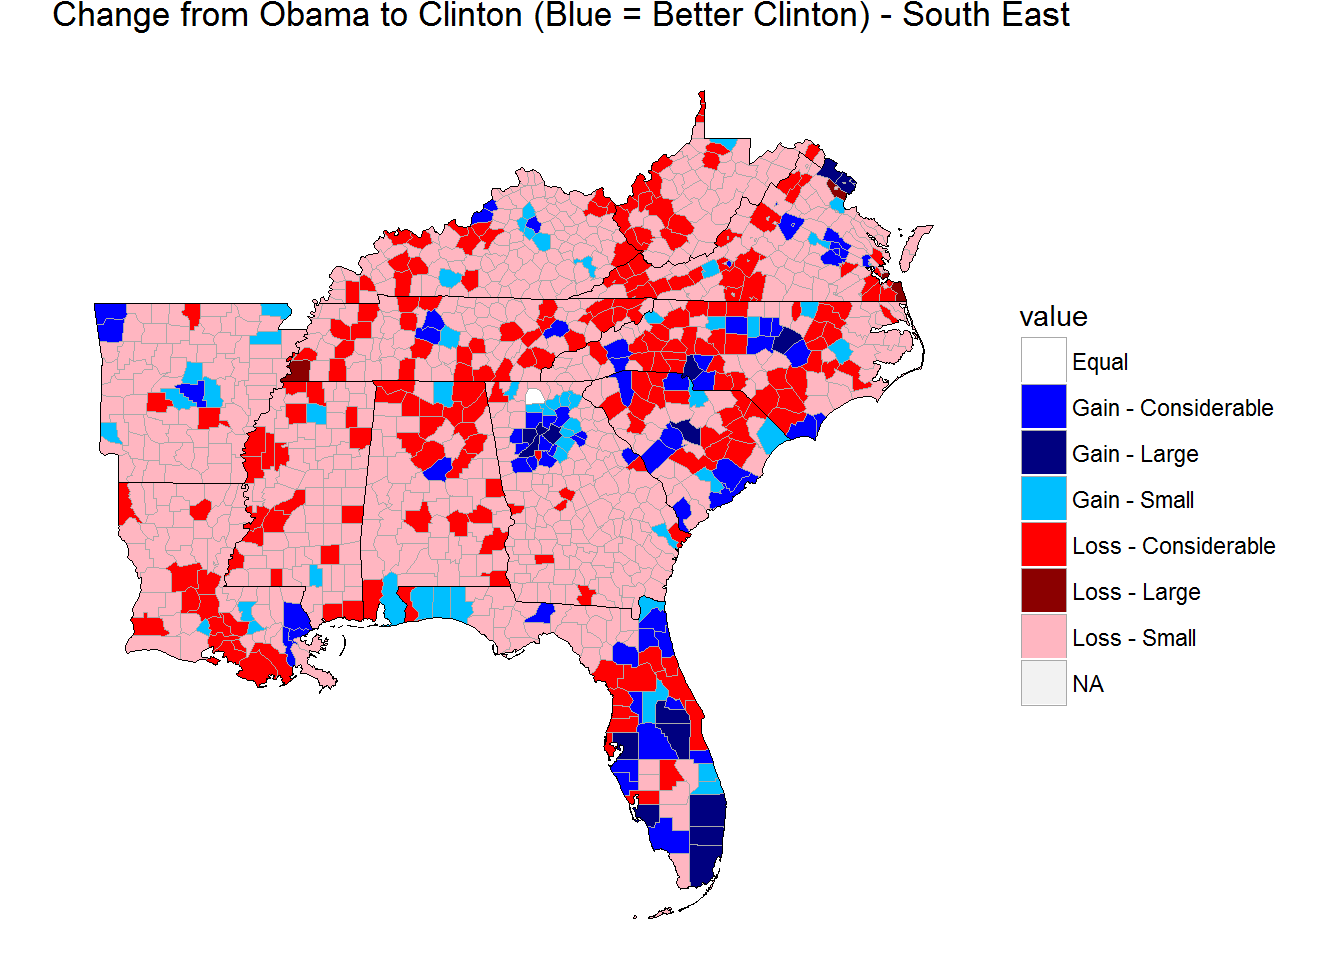 Change from Obama to Clinton (Blue = Better Clinton) - South East
value
Equal
Gain - Considerable
Gain - Large
Gain - Small
Loss - Considerable
Loss - Large
Loss - Small
NA